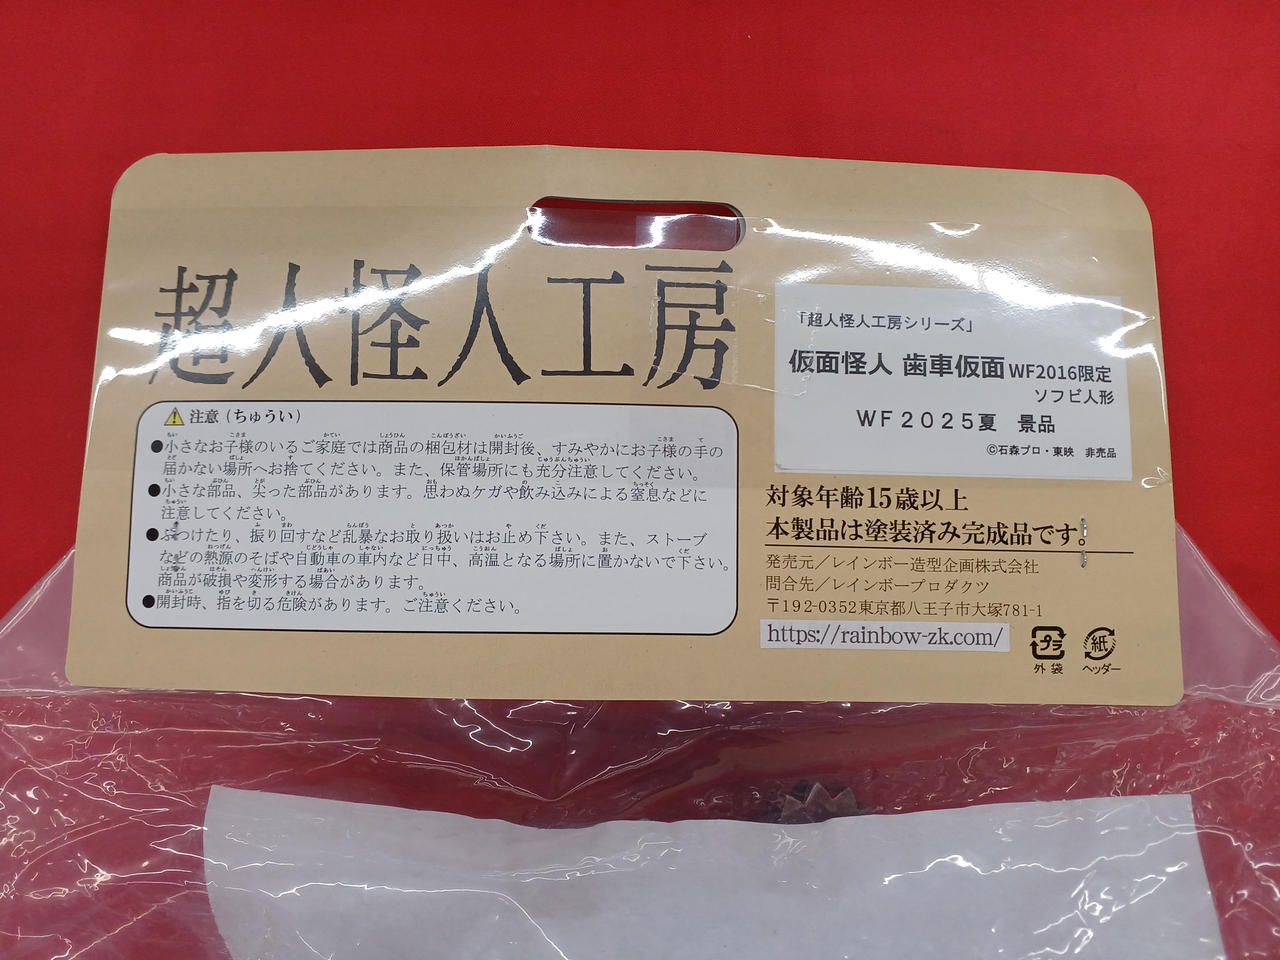 超人怪人工房
⚠注意（ちゅうい）
●小さなお子様のいるご家庭では商品の梱包材は開封後、すみやかにお子様の手の
届かない場所へお捨てください。また、保管場所にも充分注意してください。
●小さな部品、尖った部品があります。思わぬケガや飲み込みによる窒息などに
注意してください。
●ぶつけたり、振り回すなど乱暴なお取り扱いはお止め下さい。また、ストーブ
などの熱源のそばや自動車の車内など日中、高温となる場所に置かないで下さい。
商品が破損や変形する場合があります。
●開封時、指を切る危険があります。ご注意ください。
「超人怪人工房シリーズ」
仮面怪人 歯車仮面 WF2016限定
ソフビ人形
WF2025夏 景品
©石森プロ・東映 非売品
対象年齢15歳以上
本製品は塗装済み完成品です。
発売元／レインボー造型企画株式会社
問合先／レインボープロダクツ
〒192-0352東京都八王子市大塚781-1
https://rainbow-zk.com/
プラ 紙
外袋 ヘッダー